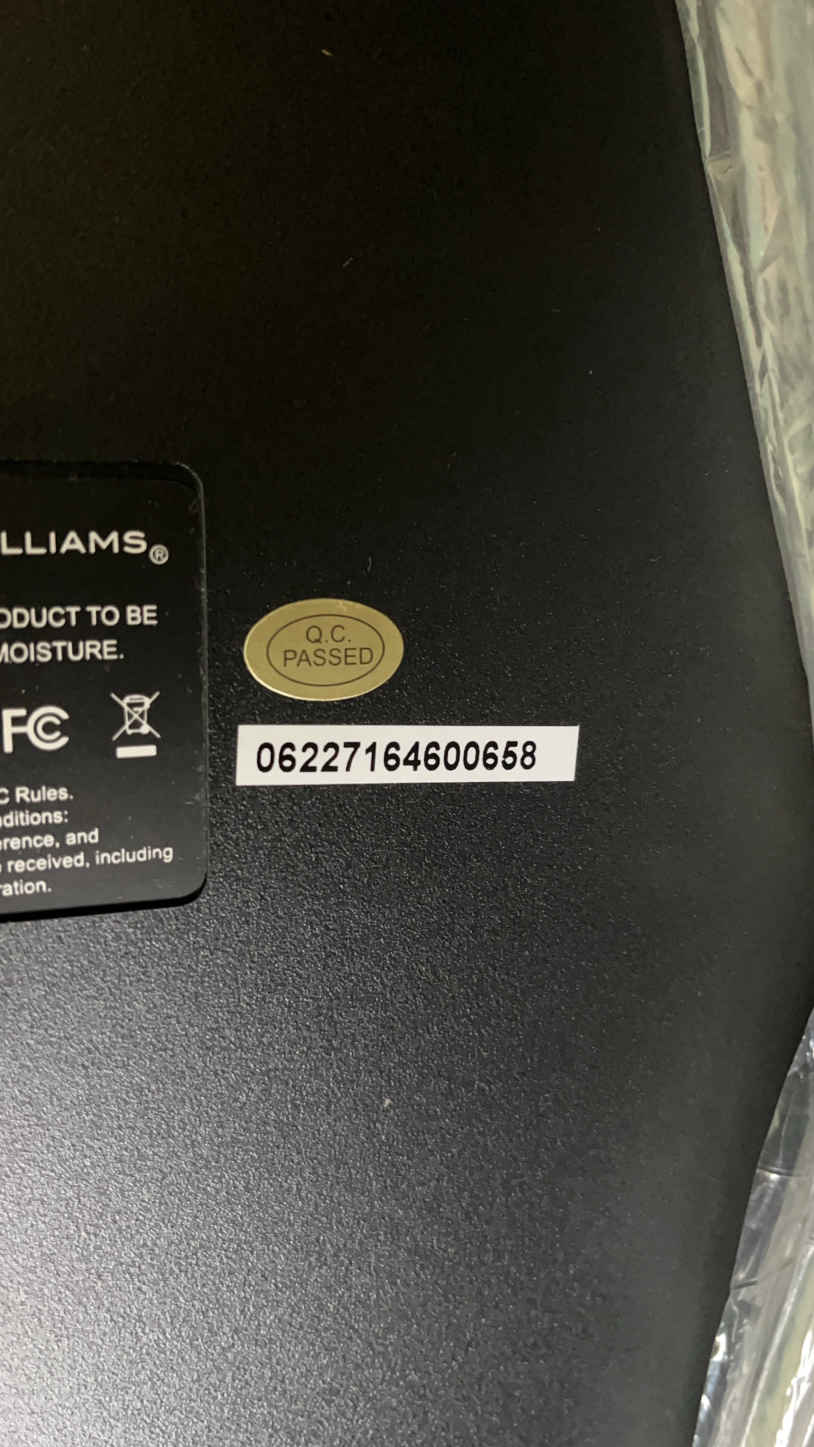 LLIAMS®
ODUCT TO BE
MOISTURE.
FC
C Rules.
nditions:
erence, and
received, including
ration.
Q.C.
PASSED
06227164600658